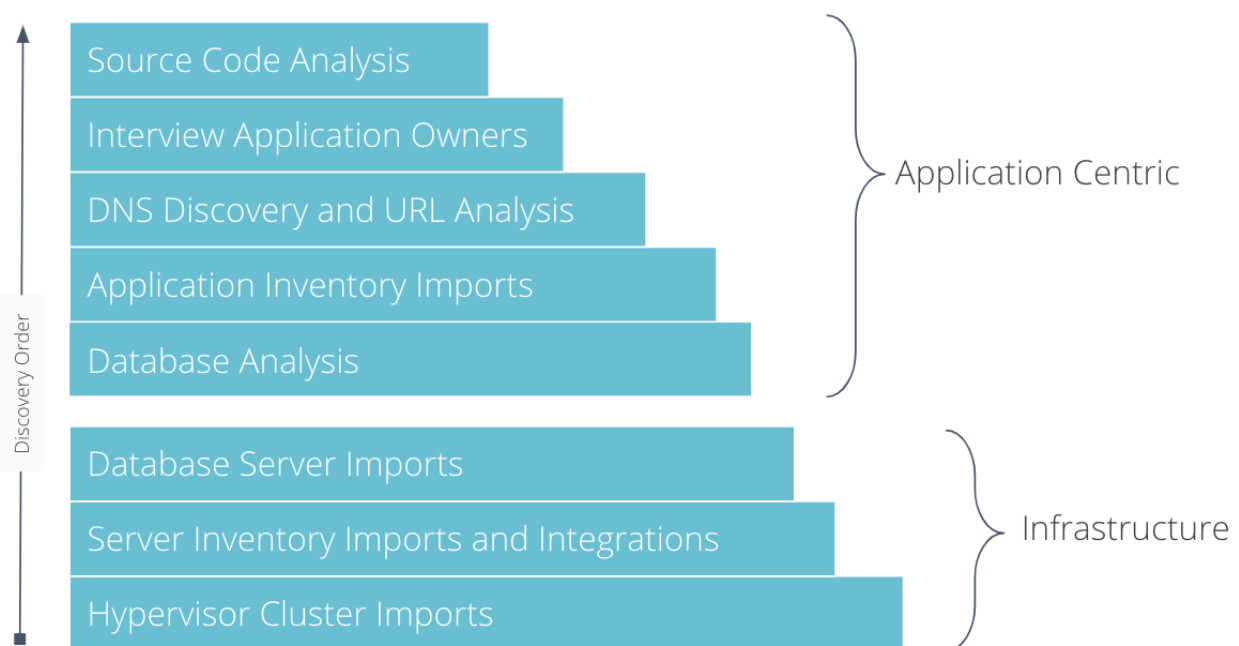 Source Code Analysis
Interview Application Owners
DNS Discovery and URL Analysis
Application Inventory Imports
Database Analysis
Application Centric
Discovery Order
Database Server Imports
Server Inventory Imports and Integrations
Hypervisor Cluster Imports
Infrastructure